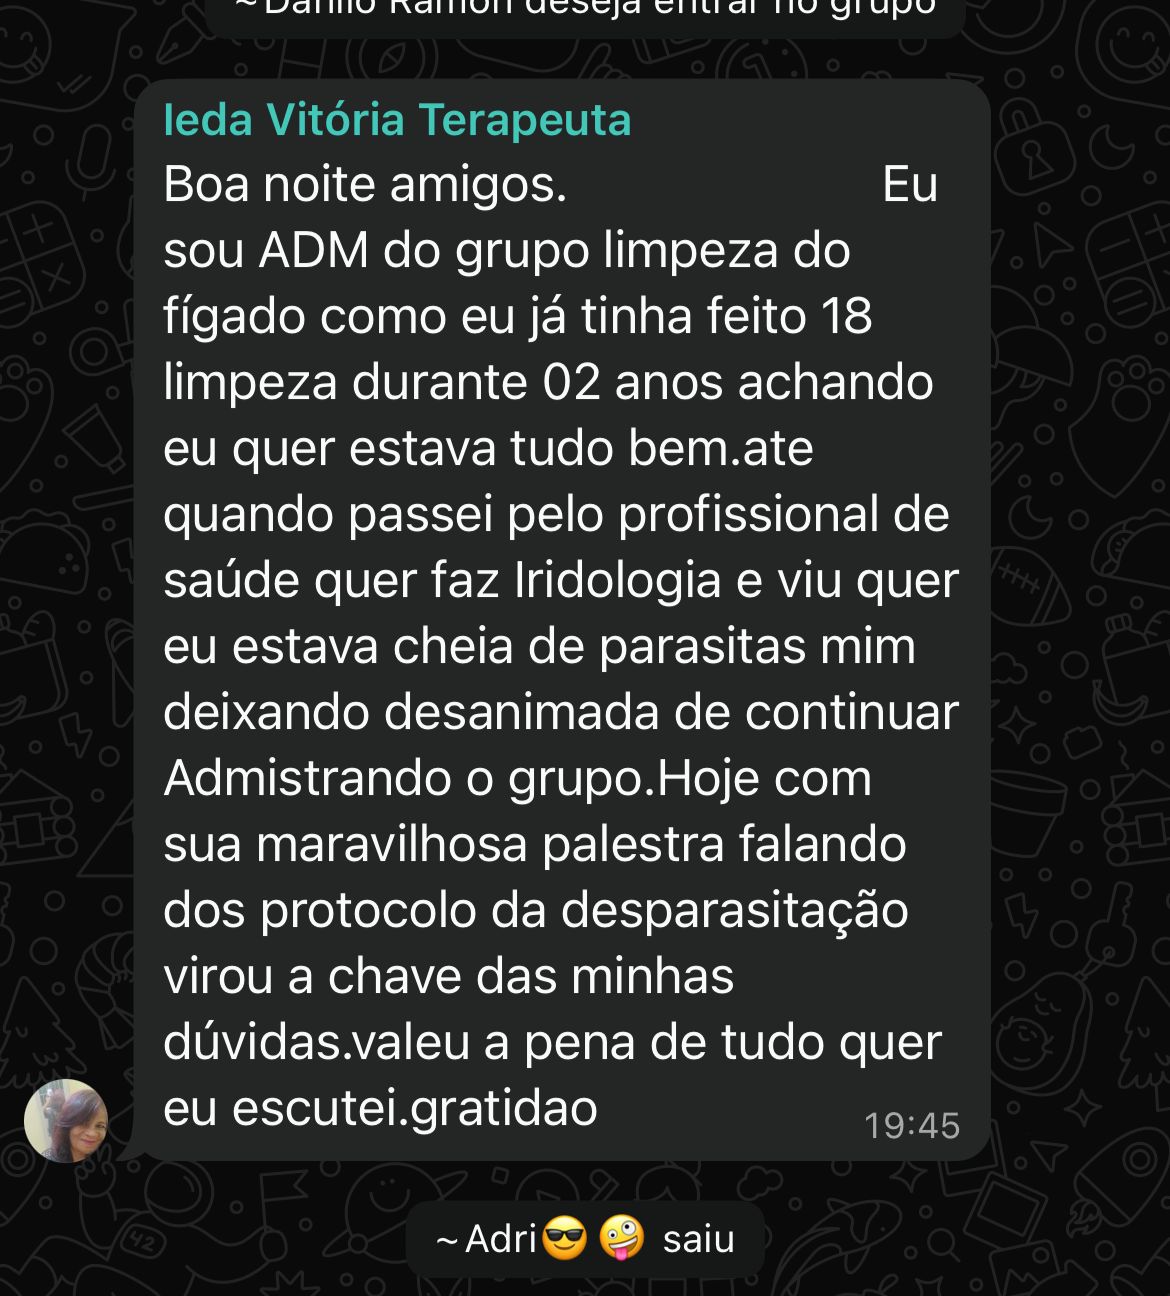 ~Danilo Ramon deseja entrar no grupo
Ieda Vitória Terapeuta
Boa noite amigos. Eu
sou ADM do grupo limpeza do
fígado como eu já tinha feito 18
limpeza durante 02 anos achando
eu quer estava tudo bem.ate
quando passei pelo profissional de
saúde quer faz Iridologia e viu quer
eu estava cheia de parasitas mim
deixando desanimada de continuar
Admistrando o grupo.Hoje com
sua maravilhosa palestra falando
dos protocolo da desparasitação
virou a chave das minhas
dúvidas.valeu a pena de tudo quer
eu escutei.gratidao
19:45
~Adri😎🤪 saiu